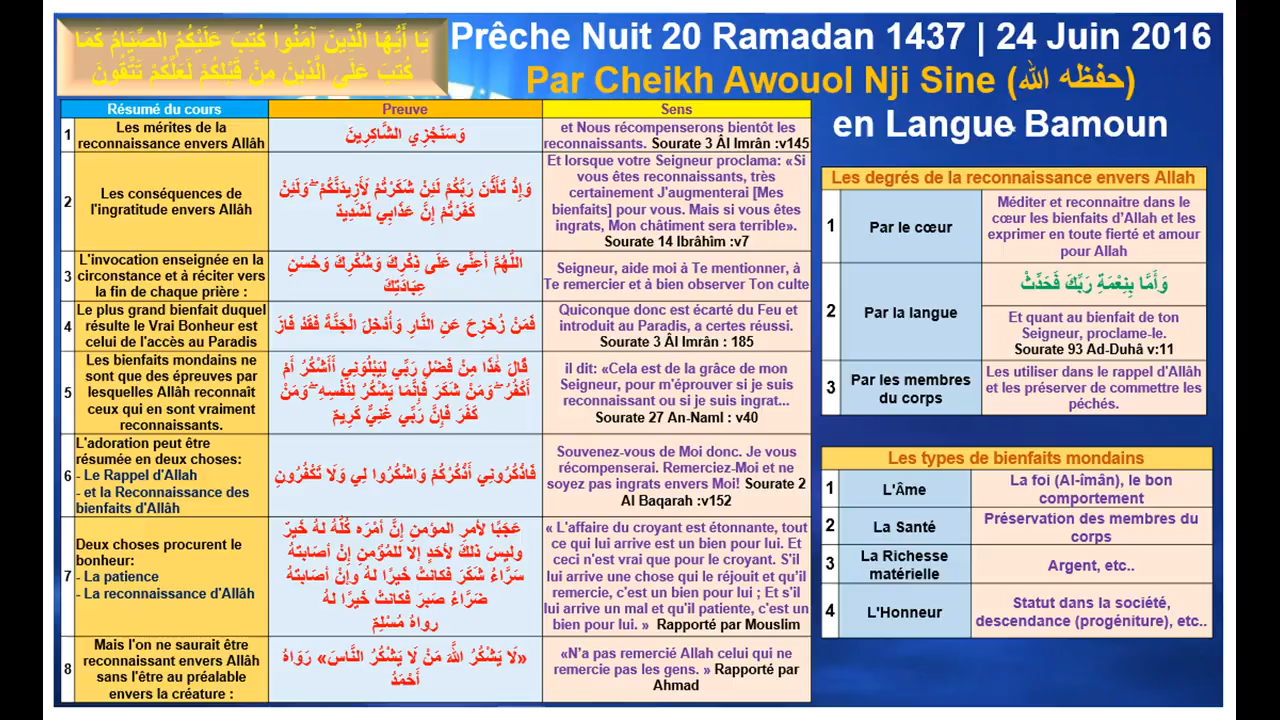 يَا أَيُّهَا الَّذِينَ آمَنُوا كُتِبَ عَلَيْكُمُ الصِّيَامُ كَمَا
كُتِبَ عَلَى الَّذِينَ مِنْ قَبْلِكُمْ لَعَلَّكُمْ تَتَّقُونَ
Prêche Nuit 20 Ramadan 1437 | 24 Juin 2016
Par Cheikh Awouol Nji Sine (حفظه الله)
en Langue Bamoun
Résumé du cours
Preuve
Sens
1
Les mérites de la
reconnaissance envers Allâh
وَسَنَجْزِي الشَّاكِرِينَ
et Nous récompenserons bientôt les
reconnaissants. Sourate 3 Âl Imrân :v145
2
Les conséquences de
l'ingratitude envers Allâh
وَإِذْ تَأَذَّنَ رَبُّكُمْ لَئِنْ شَكَرْتُمْ لَأَزِيدَنَّكُمْ ۖ وَلَئِنْ
كَفَرْتُمْ إِنَّ عَذَابِي لَشَدِيدٌ
Et lorsque votre Seigneur proclama: «Si
vous êtes reconnaissants, très
certainement J'augmenterai [Mes
bienfaits] pour vous. Mais si vous êtes
ingrats, Mon châtiment sera terrible».
Sourate 14 Ibrâhîm :v7
3
L'invocation enseignée en la
circonstance et à réciter vers
la fin de chaque prière :
اللَّهُمَّ أَعِنِّي عَلَى ذِكْرِكَ وَشُكْرِكَ وَحُسْنِ
عِبَادَتِكَ
Seigneur, aide moi à Te mentionner, à
Te remercier et à bien observer Ton culte
4
Le plus grand bienfait duquel
résulte le Vrai Bonheur est
celui de l'accès au Paradis
فَمَنْ زُحْزِحَ عَنِ النَّارِ وَأُدْخِلَ الْجَنَّةَ فَقَدْ فَازَ
Quiconque donc est écarté du Feu et
introduit au Paradis, a certes réussi.
Sourate 3 Âl Imrân : 185
5
Les bienfaits mondains ne
sont que des épreuves par
lesquelles Allâh reconnaît
ceux qui en sont vraiment
reconnaissants.
قَالَ هَٰذَا مِنْ فَضْلِ رَبِّي لِيَبْلُوَنِي أَأَشْكُرُ أَمْ
أَكْفُرُ ۖ وَمَنْ شَكَرَ فَإِنَّمَا يَشْكُرُ لِنَفْسِهِ ۖ وَمَنْ
كَفَرَ فَإِنَّ رَبِّي غَنِيٌّ كَرِيمٌ
il dit: «Cela est de la grâce de mon
Seigneur, pour m'éprouver si je suis
reconnaissant ou si je suis ingrat...
Sourate 27 An-Naml : v40
6
L'adoration peut être
résumée en deux choses:
- Le Rappel d'Allah
- et la Reconnaissance des
bienfaits d'Allâh
فَاذْكُرُونِي أَذْكُرْكُمْ وَاشْكُرُوا لِي وَلَا تَكْفُرُونِ
Souvenez-vous de Moi donc. Je vous
récompenserai. Remerciez-Moi et ne
soyez pas ingrats envers Moi! Sourate 2
Al Baqarah :v152
7
Deux choses procurent le
bonheur:
- La patience
- La reconnaissance d'Allâh
عَجَبًا لأمرِ المؤمنِ إِنَّ أمْرَه كُلَّهُ لهُ خَيرٌ
وليسَ ذلكَ لأحَدٍ إلا للمُؤْمنِ إِنْ أصَابَتْهُ
سَرَّاءُ شَكَرَ فكانتْ خَيرًا لهُ وإنْ أصَابَتْهُ
ضَرَّاءُ صَبرَ فكانتْ خَيرًا لهُ
رواهُ مُسْلِمٌ
« L'affaire du croyant est étonnante, tout
ce qui lui arrive est un bien pour lui. Et
ceci n'est vrai que pour le croyant. S'il
lui arrive une chose qui le réjouit et qu'il
remercie, c'est un bien pour lui ; Et s'il
lui arrive un mal et qu'il patiente, c'est un
bien pour lui. » Rapporté par Mouslim
8
Mais l'on ne saurait être
reconnaissant envers Allâh
sans l'être au préalable
envers la créature :
«لَا يَشْكُرُ اللَّهَ مَنْ لَا يَشْكُرُ النَّاسَ» رَوَاهُ
أَحْمَدُ
«N'a pas remercié Allah celui qui ne
remercie pas les gens. » Rapporté par
Ahmad
Les degrés de la reconnaissance envers Allah
1
Par le cœur
Méditer et reconnaitre dans le
cœur les bienfaits d'Allah et les
exprimer en toute fierté et amour
pour Allah
2
Par la langue
وَأَمَّا بِنِعْمَةِ رَبِّكَ فَحَدِّثْ
Et quant au bienfait de ton
Seigneur, proclame-le.
Sourate 93 Ad-Duhâ v:11
3
Par les membres
du corps
Les utiliser dans le rappel d'Allâh
et les préserver de commettre les
péchés.
Les types de bienfaits mondains
1
L'Âme
La foi (Al-îmân), le bon
comportement
2
La Santé
Préservation des membres du
corps
3
La Richesse
matérielle
Argent, etc..
4
L'Honneur
Statut dans la société,
descendance (progéniture), etc..